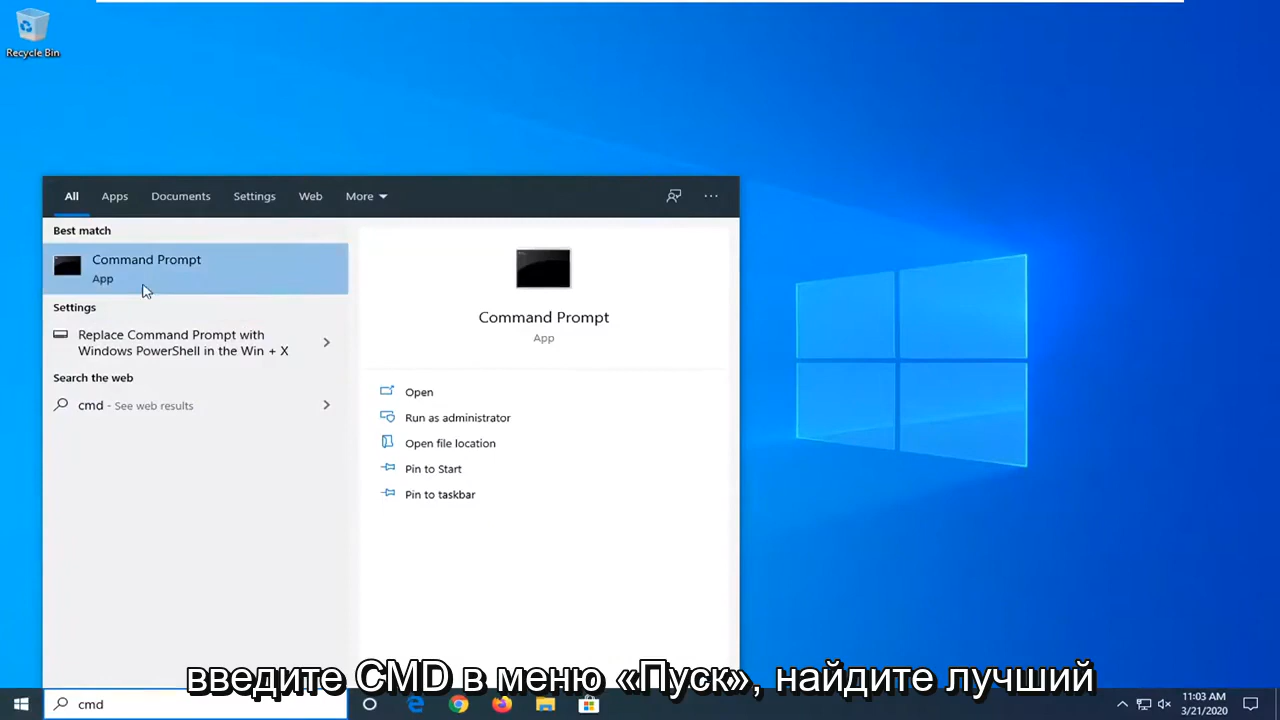 Recycle Bin
All Apps Documents Settings Web More
Best match
Command Prompt
App
Settings
Replace Command Prompt with
Windows PowerShell in the Win + X
Search the web
cmd - See web results
Command Prompt
App
Open
Run as administrator
Open file location
Pin to Start
Pin to taskbar
введите CMD в меню «Пуск», найдите лучший
cmd
11:03 AM
3/21/2020